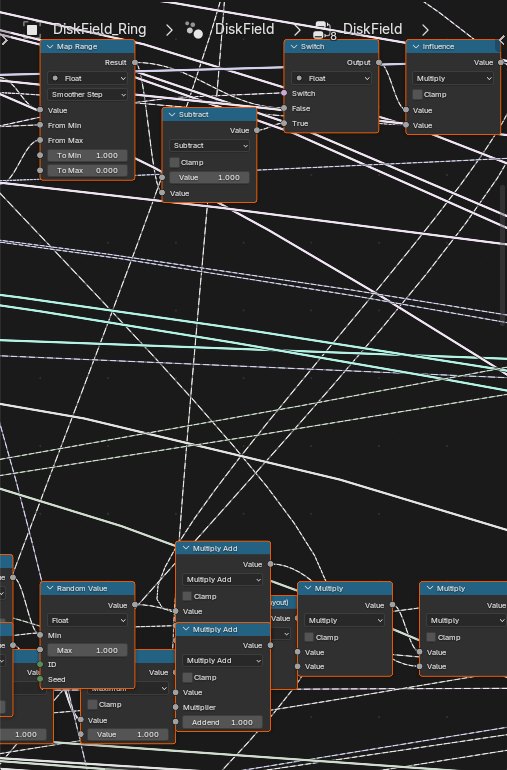 DiskField_Ring
DiskField
DiskField
8
Map Range
Result
Float
Smoother Step
Value
From Min
From Max
To Min 1.000
To Max 0.000
Subtract
Value
Subtract
Clamp
Value 1.000
Value
Switch
Output
Float
Switch
False
True
Influence
Value
Multiply
Clamp
Value
Value
Random Value
Value
Float
Min
Max 1.000
ID
Seed
Multiply Add
Value
Multiply Add
Clamp
Value
Multiply Add
Value
Multiply Add
Clamp
Value
Multiplier
Addend 1.000
Multiply
Value
Multiply
Clamp
Value
Value
Multiply
Value
Multiply
Clamp
Value
Value
Clamp
Value
Value 1.000
1.000